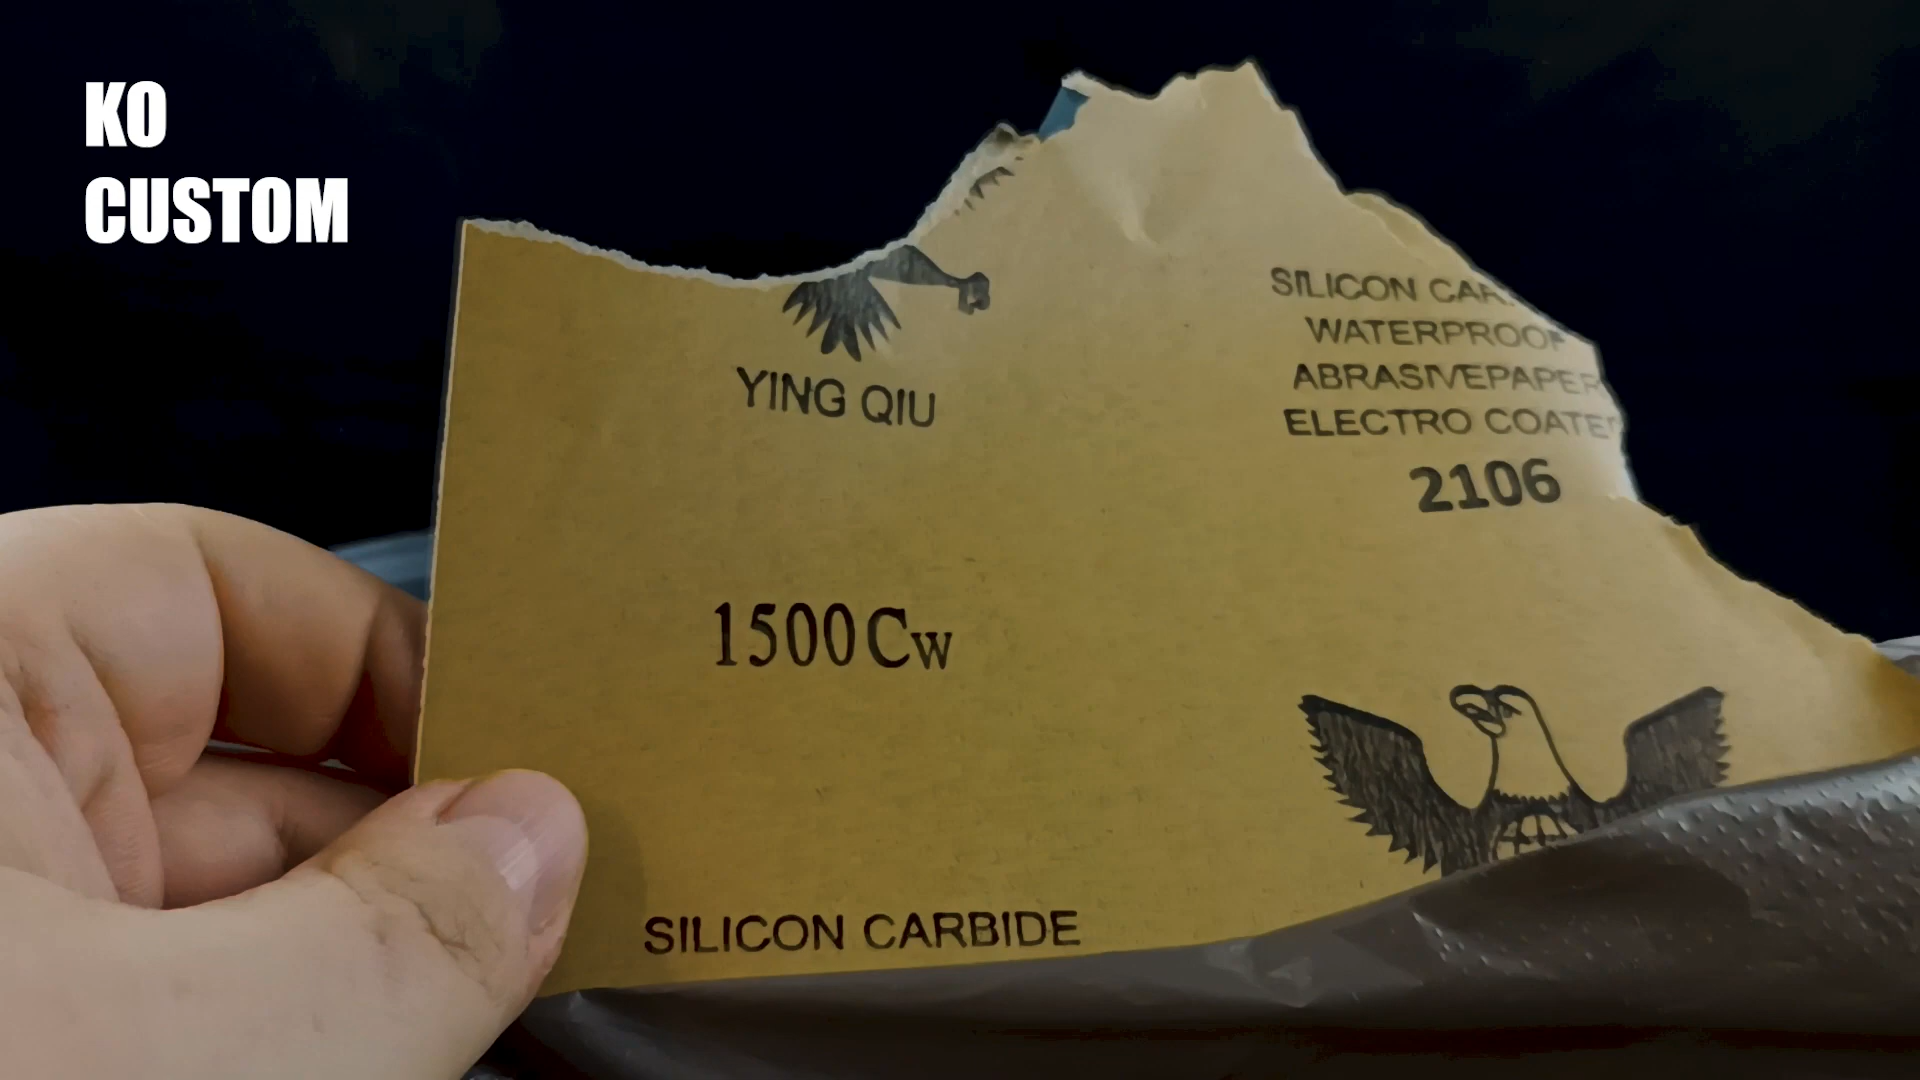 KO
CUSTOM
YING QIU
SILICON CAR
WATERPROOF
ABRASIVEPAPER
ELECTRO COATE
2106
1500Cw
SILICON CARBIDE